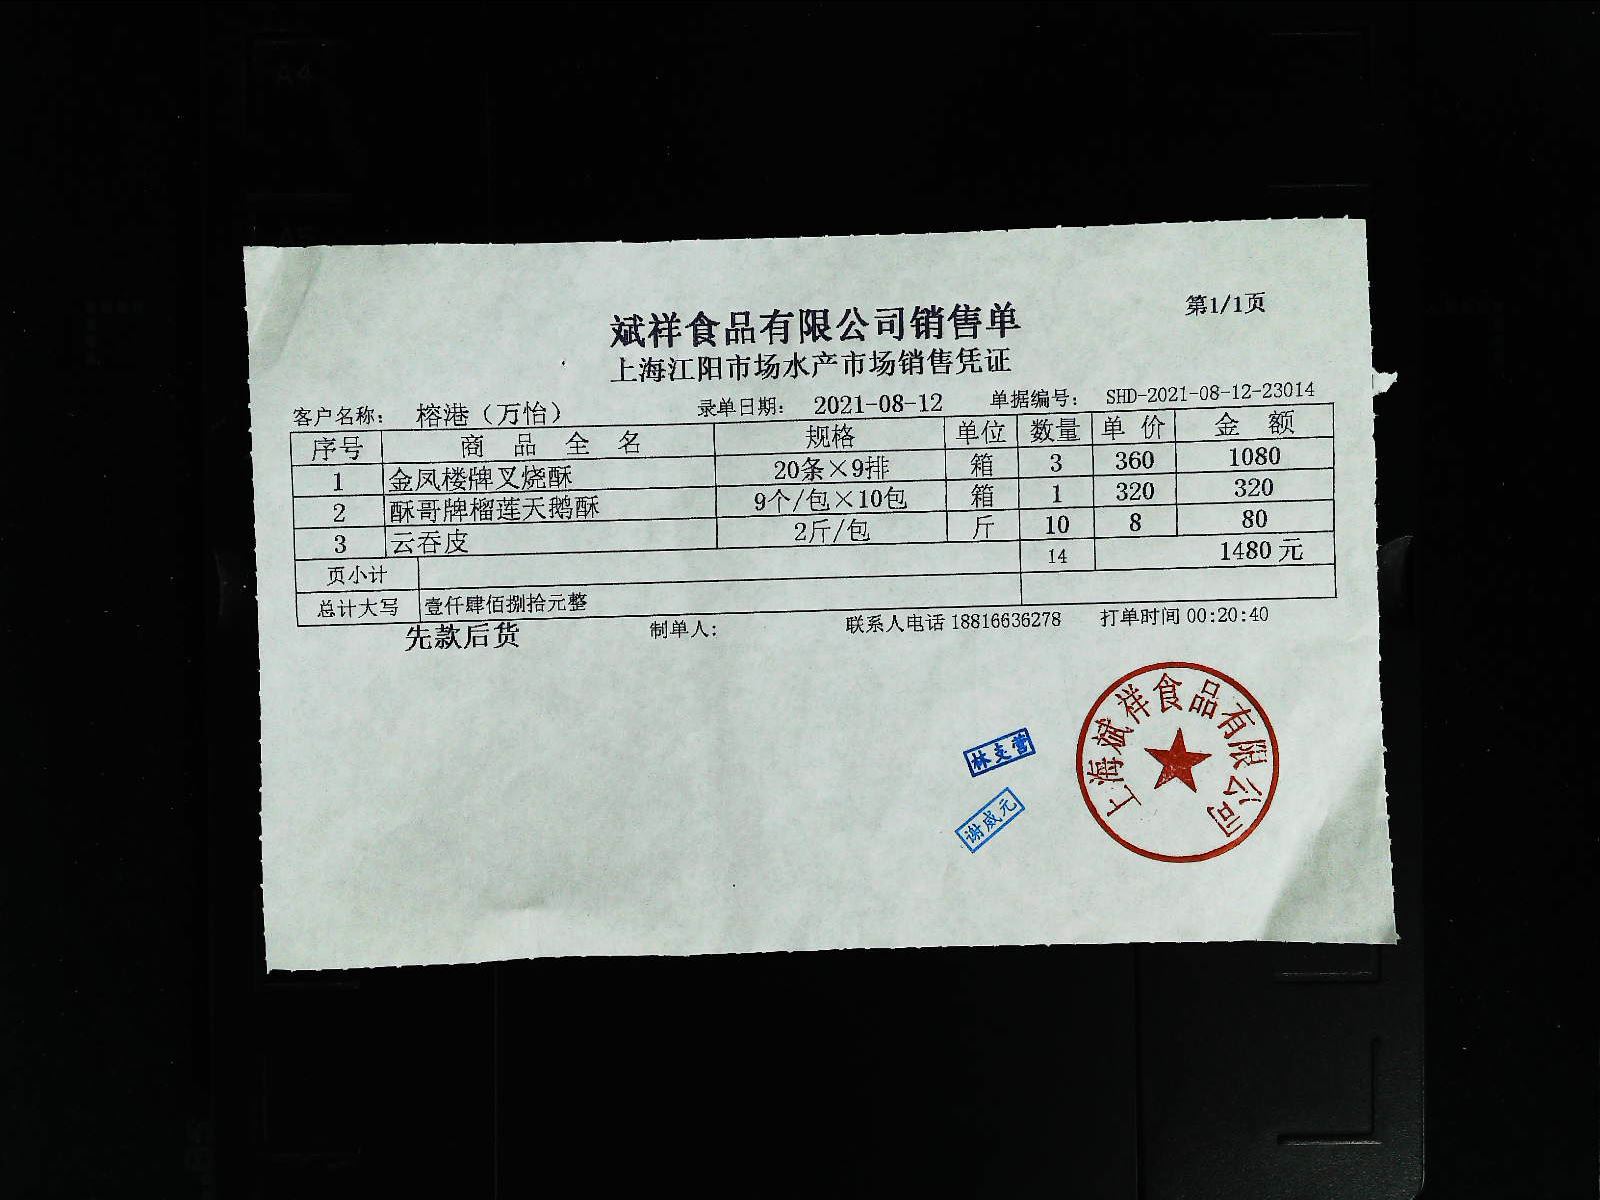 第1/1页
斌祥食品有限公司销售单
上海江阳市场水产市场销售凭证
客户名称: 榕港（万怡） 录单日期: 2021-08-12 单据编号: SHD-2021-08-12-23014
序号 商 品 全 名 规格 单位 数量 单 价 金 额
1 金凤楼牌叉烧酥 20条×9排 箱 3 360 1080
2 酥哥牌榴莲天鹅酥 9个/包×10包 箱 1 320 320
3 云吞皮 2斤/包 斤 10 8 80
页小计 14 1480 元
总计大写 壹仟肆佰捌拾元整
先款后货 制单人: 联系人电话 18816636278 打单时间 00:20:40
上海斌祥食品有限公司
林支营
谢威元